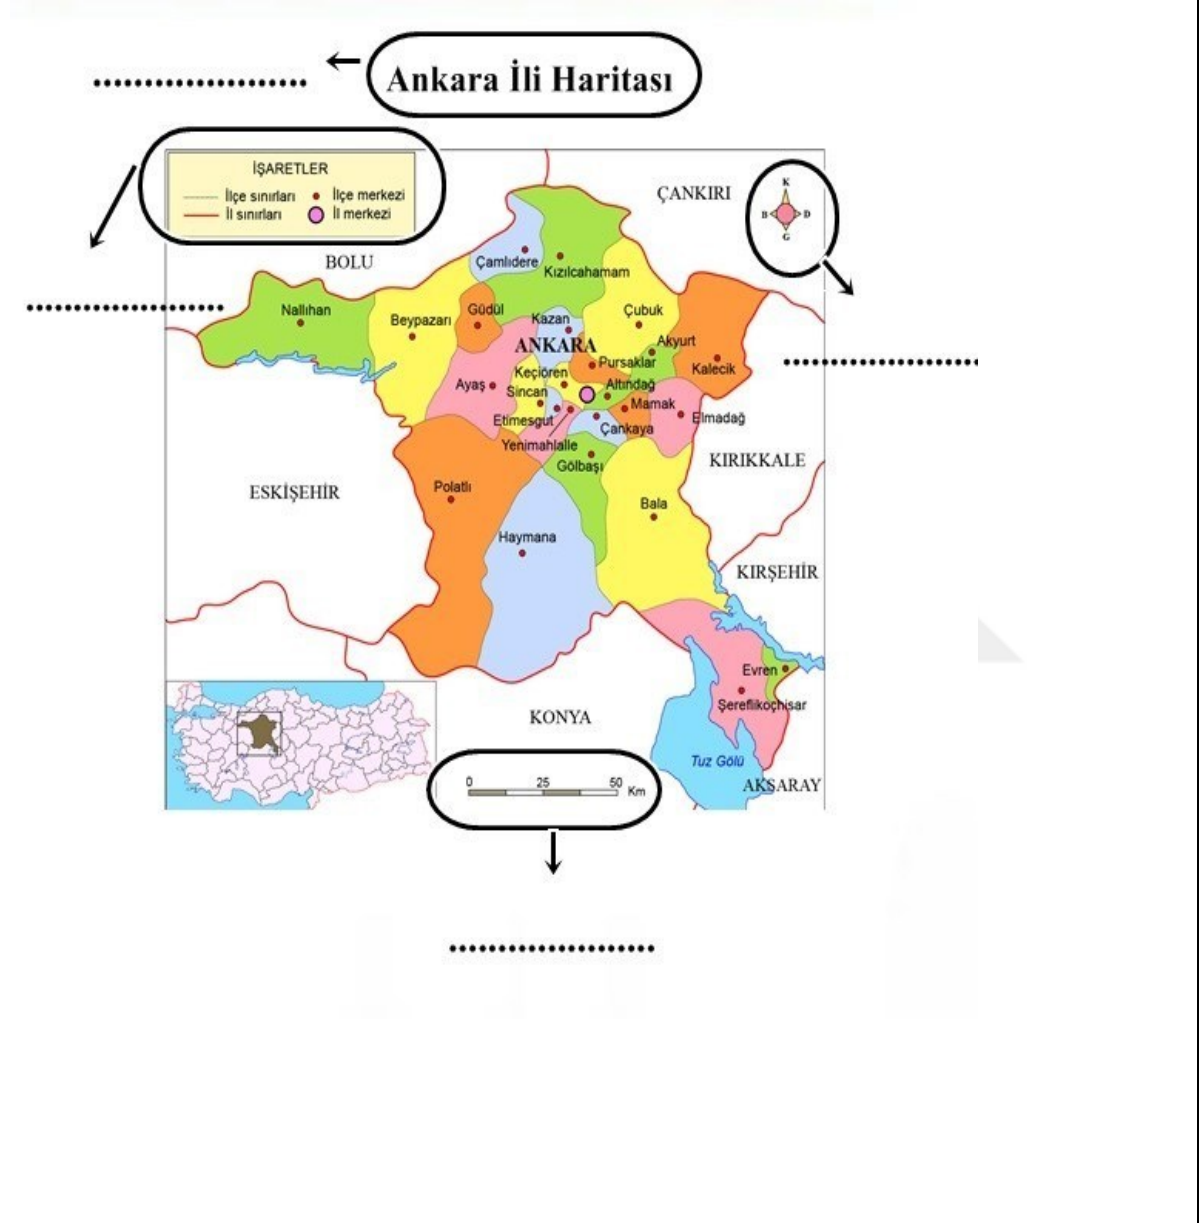 Ankara İli Haritası
İŞARETLER
İlçe sınırları
İlçe merkezi
İl sınırları
İl merkezi
ÇANKIRI
K
B
D
G
BOLU
Çamlıdere
Kızılcahamam
Nallıhan
Beypazarı
Güdül
Kazan
Çubuk
ANKARA
Akyurt
Pursaklar
Kalecik
Keçiören
Ayaş
Sincan
Altındağ
Mamak
Elmadağ
Etimesgut
Çankaya
Yenimahlalle
Gölbaşı
KIRIKKALE
ESKİŞEHİR
Polatlı
Bala
Haymana
KIRŞEHİR
Evren
Şereflikoçhisar
KONYA
Tuz Gölü
AKSARAY
0 25 50 Km